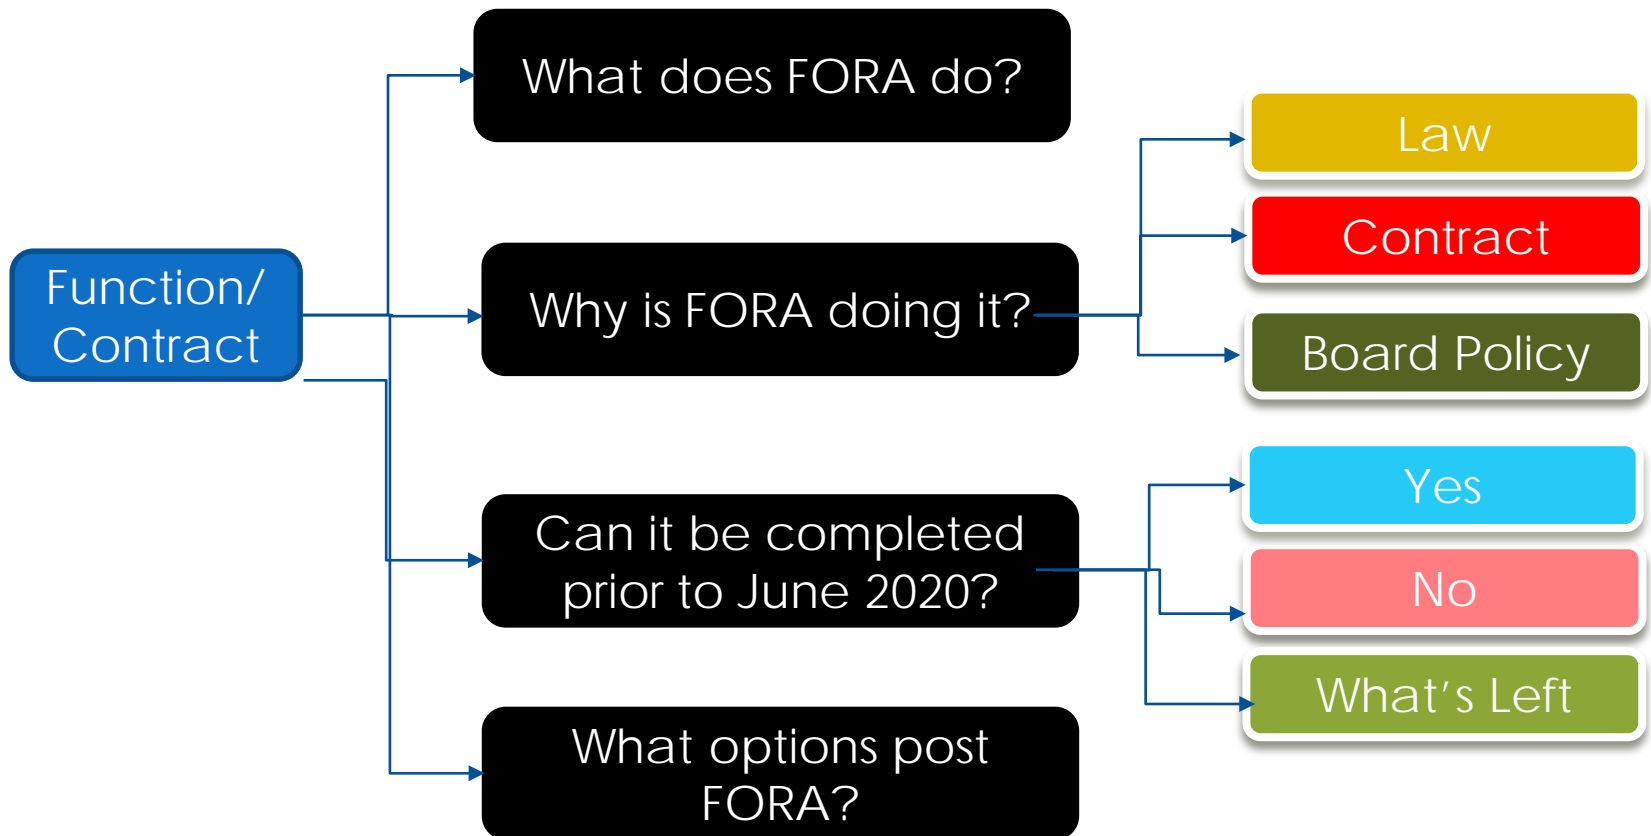 What does FORA do?
Law
Contract
Function/
Contract
Why is FORA doing it?
Board Policy
Yes
Can it be completed
prior to June 2020?
No
What's Left
What options post
FORA?